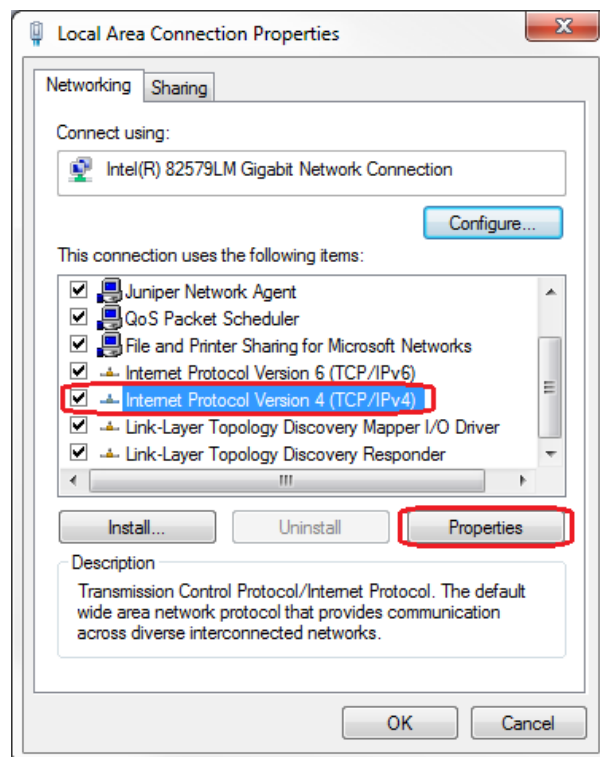 Local Area Connection Properties
Networking
Sharing
Connect using:
Intel(R) 82579LM Gigabit Network Connection
Configure...
This connection uses the following items:
Juniper Network Agent
QoS Packet Scheduler
File and Printer Sharing for Microsoft Networks
Internet Protocol Version 6 (TCP/IPv6)
Internet Protocol Version 4 (TCP/IPv4)
Link-Layer Topology Discovery Mapper I/O Driver
Link-Layer Topology Discovery Responder
Install...
Uninstall
Properties
Description
Transmission Control Protocol/Internet Protocol. The default
wide area network protocol that provides communication
across diverse interconnected networks.
OK
Cancel